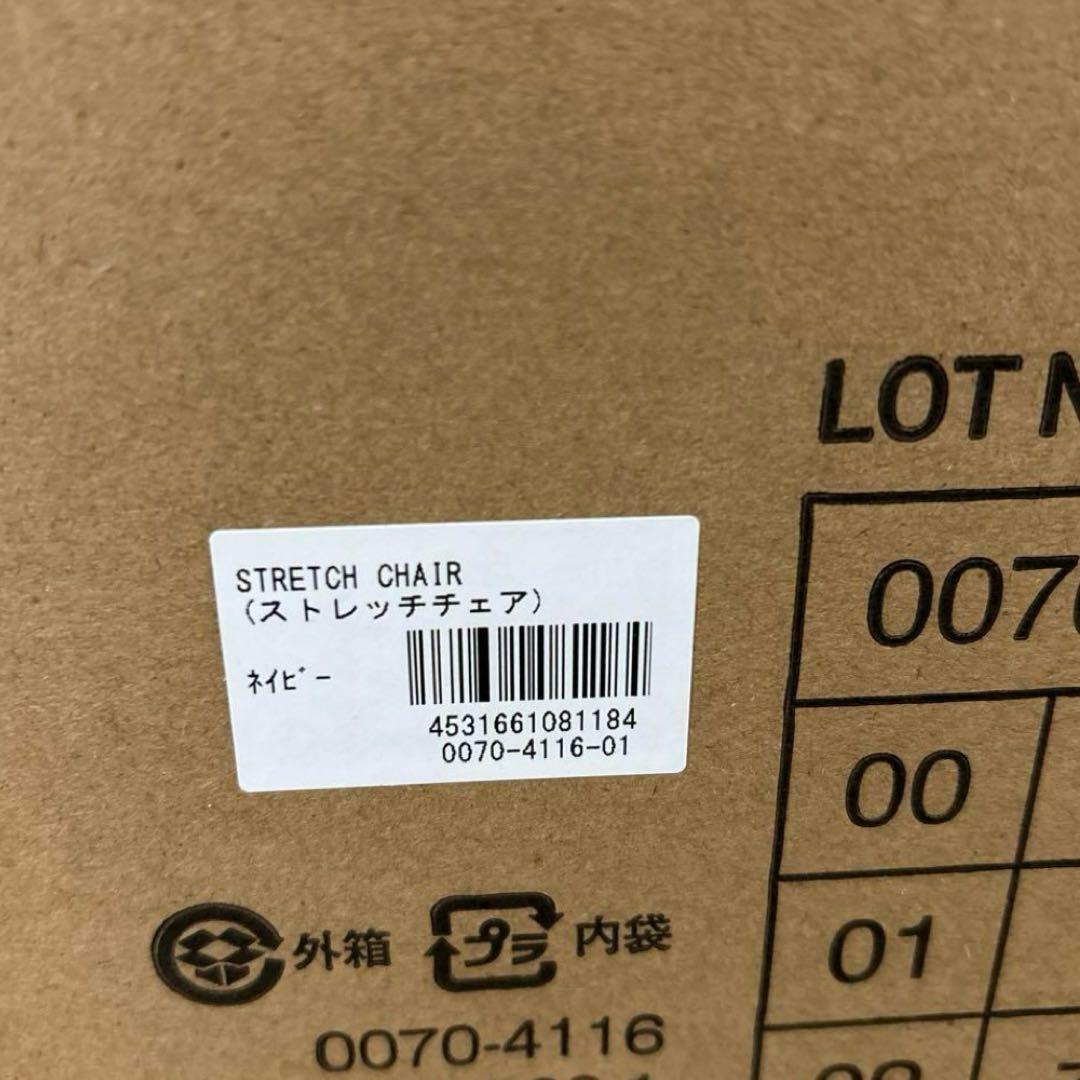 STRETCH CHAIR
(ストレッチチェア)
ネイビー
4531661081184
0070-4116-01
LOT
0070
00
01
外箱
プラ 内袋
0070-4116